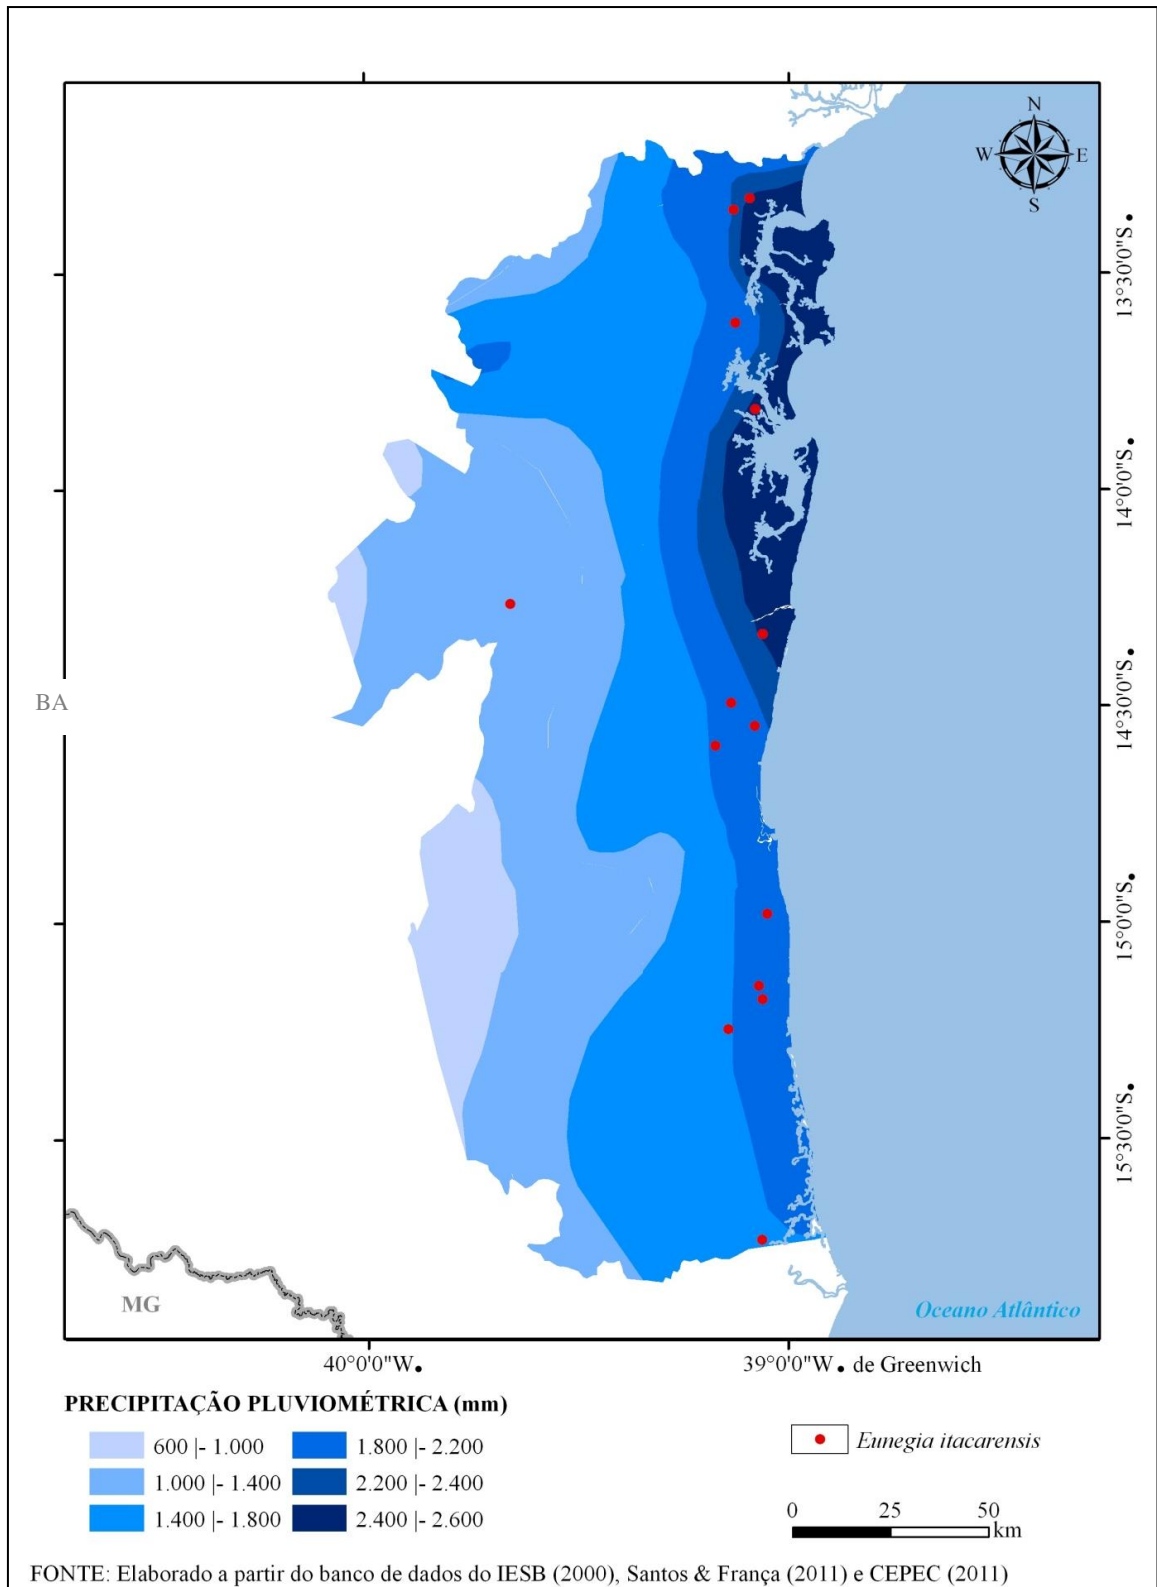 N
W E
S
13°30'0"S.
14°0'0"S.
14°30'0"S.
15°0'0"S.
15°30'0"S.
BA
MG
Oceano Atlântico
40°0'0"W. 39°0'0"W. de Greenwich
PRECIPITAÇÃO PLUVIOMÉTRICA (mm)
600 |- 1.000 1.800 |- 2.200
1.000 |- 1.400 2.200 |- 2.400
1.400 |- 1.800 2.400 |- 2.600
Eunegia itacarensis
0 25 50
km
FONTE: Elaborado a partir do banco de dados do IESB (2000), Santos & França (2011) e CEPEC (2011)